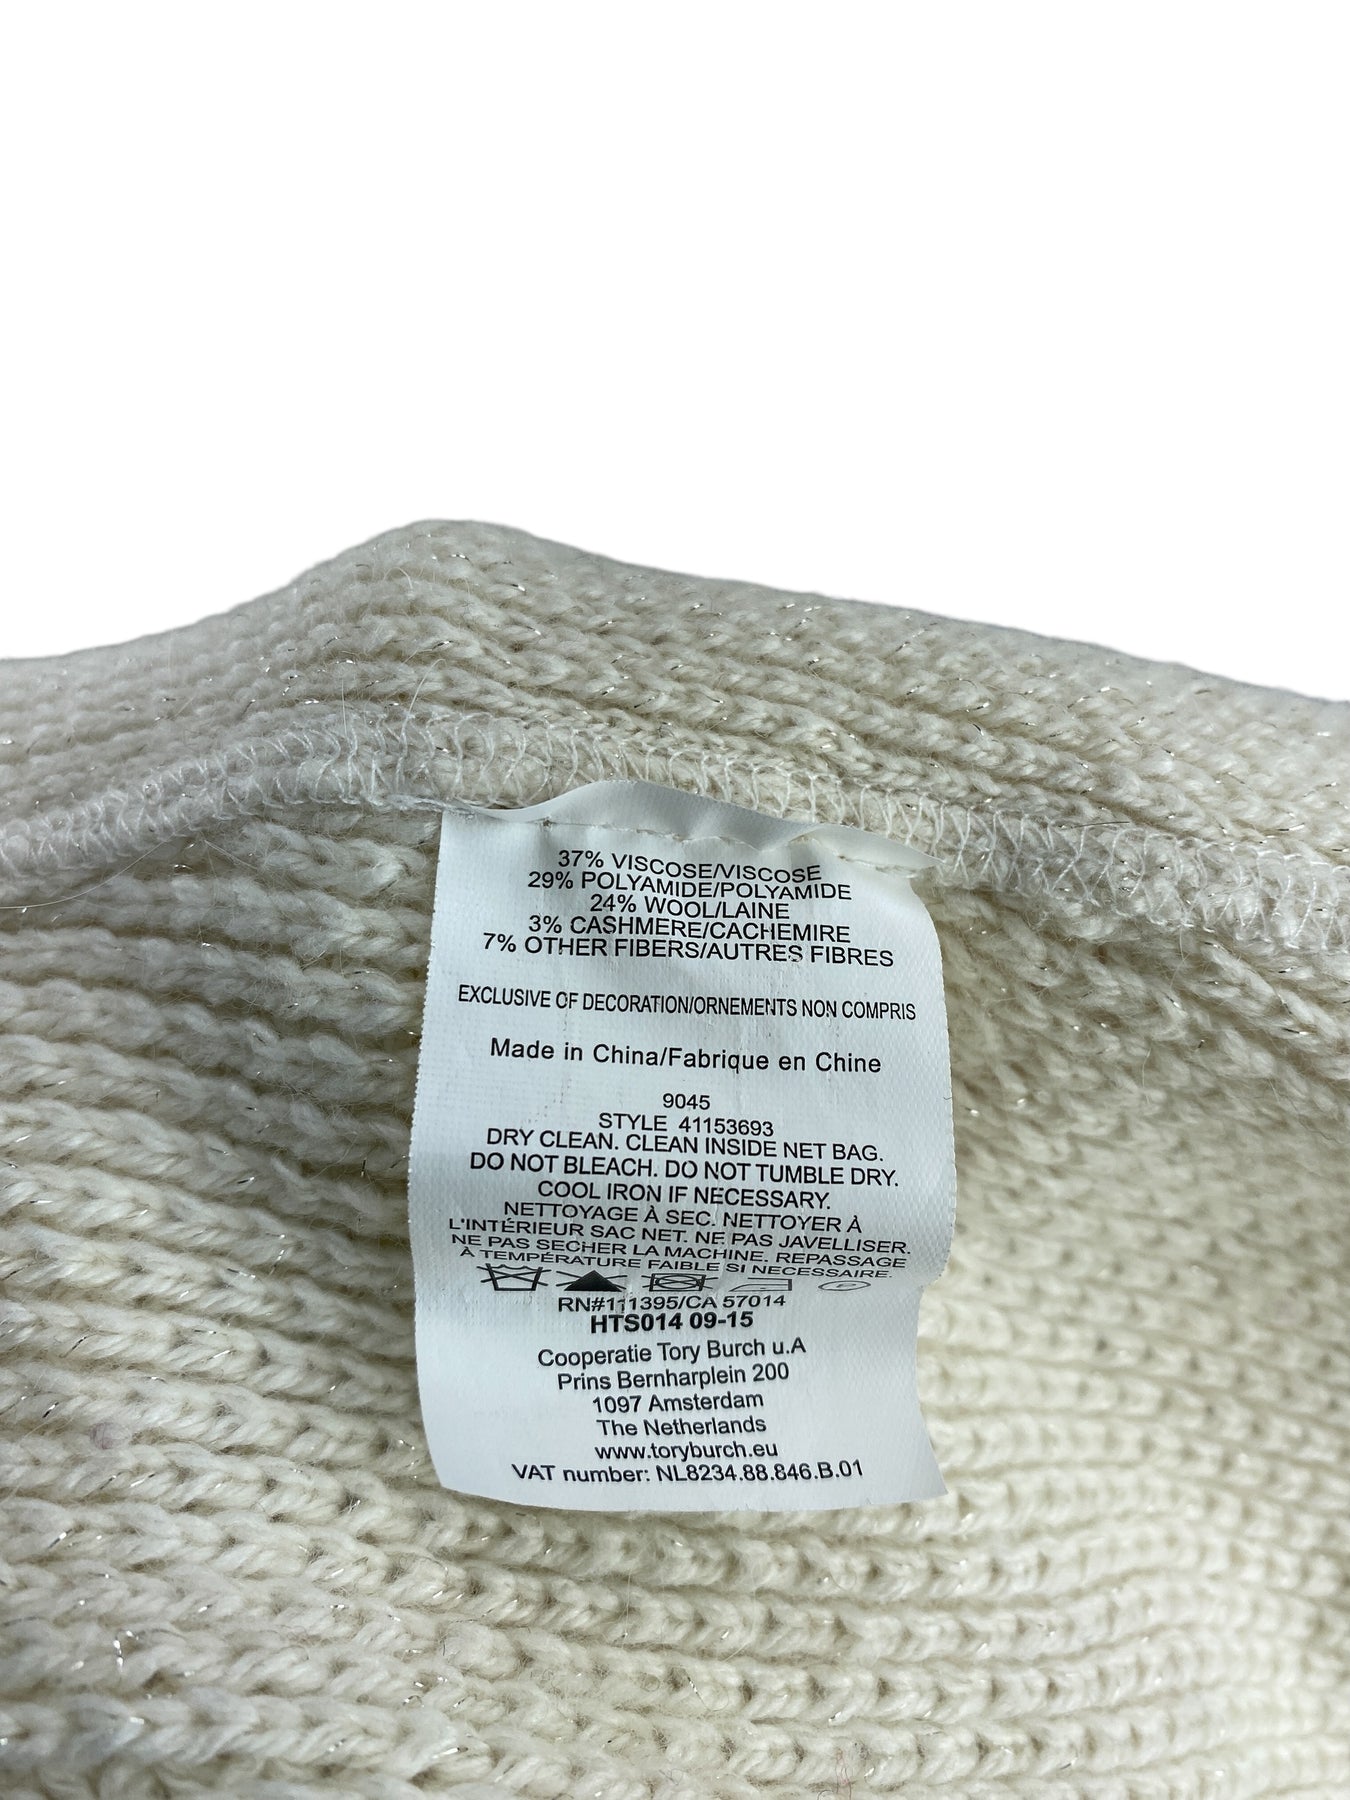 37% VISCOSE/VISCOSE
29% POLYAMIDE/POLYAMIDE
24% WOOL/LAINE
3% CASHMERE/CACHEMIRE
7% OTHER FIBERS/AUTRES FIBRES
EXCLUSIVE OF DECORATION/ORNEMENTS NON COMPRIS
Made in China/Fabrique en Chine
9045
STYLE 41153693
DRY CLEAN. CLEAN INSIDE NET BAG.
DO NOT BLEACH. DO NOT TUMBLE DRY.
COOL IRON IF NECESSARY.
NETTOYAGE À SEC. NETTOYER À
L'INTÉRIEUR SAC NET. NE PAS JAVELLISER.
NE PAS SECHER LA MACHINE. REPASSAGE
À TEMPÉRATURE FAIBLE SI NECESSAIRE.
RN#111395/CA 57014
HTS014 09-15
Cooperatie Tory Burch u.A
Prins Bernharplein 200
1097 Amsterdam
The Netherlands
www.toryburch.eu
VAT number: NL8234.88.846.B.01